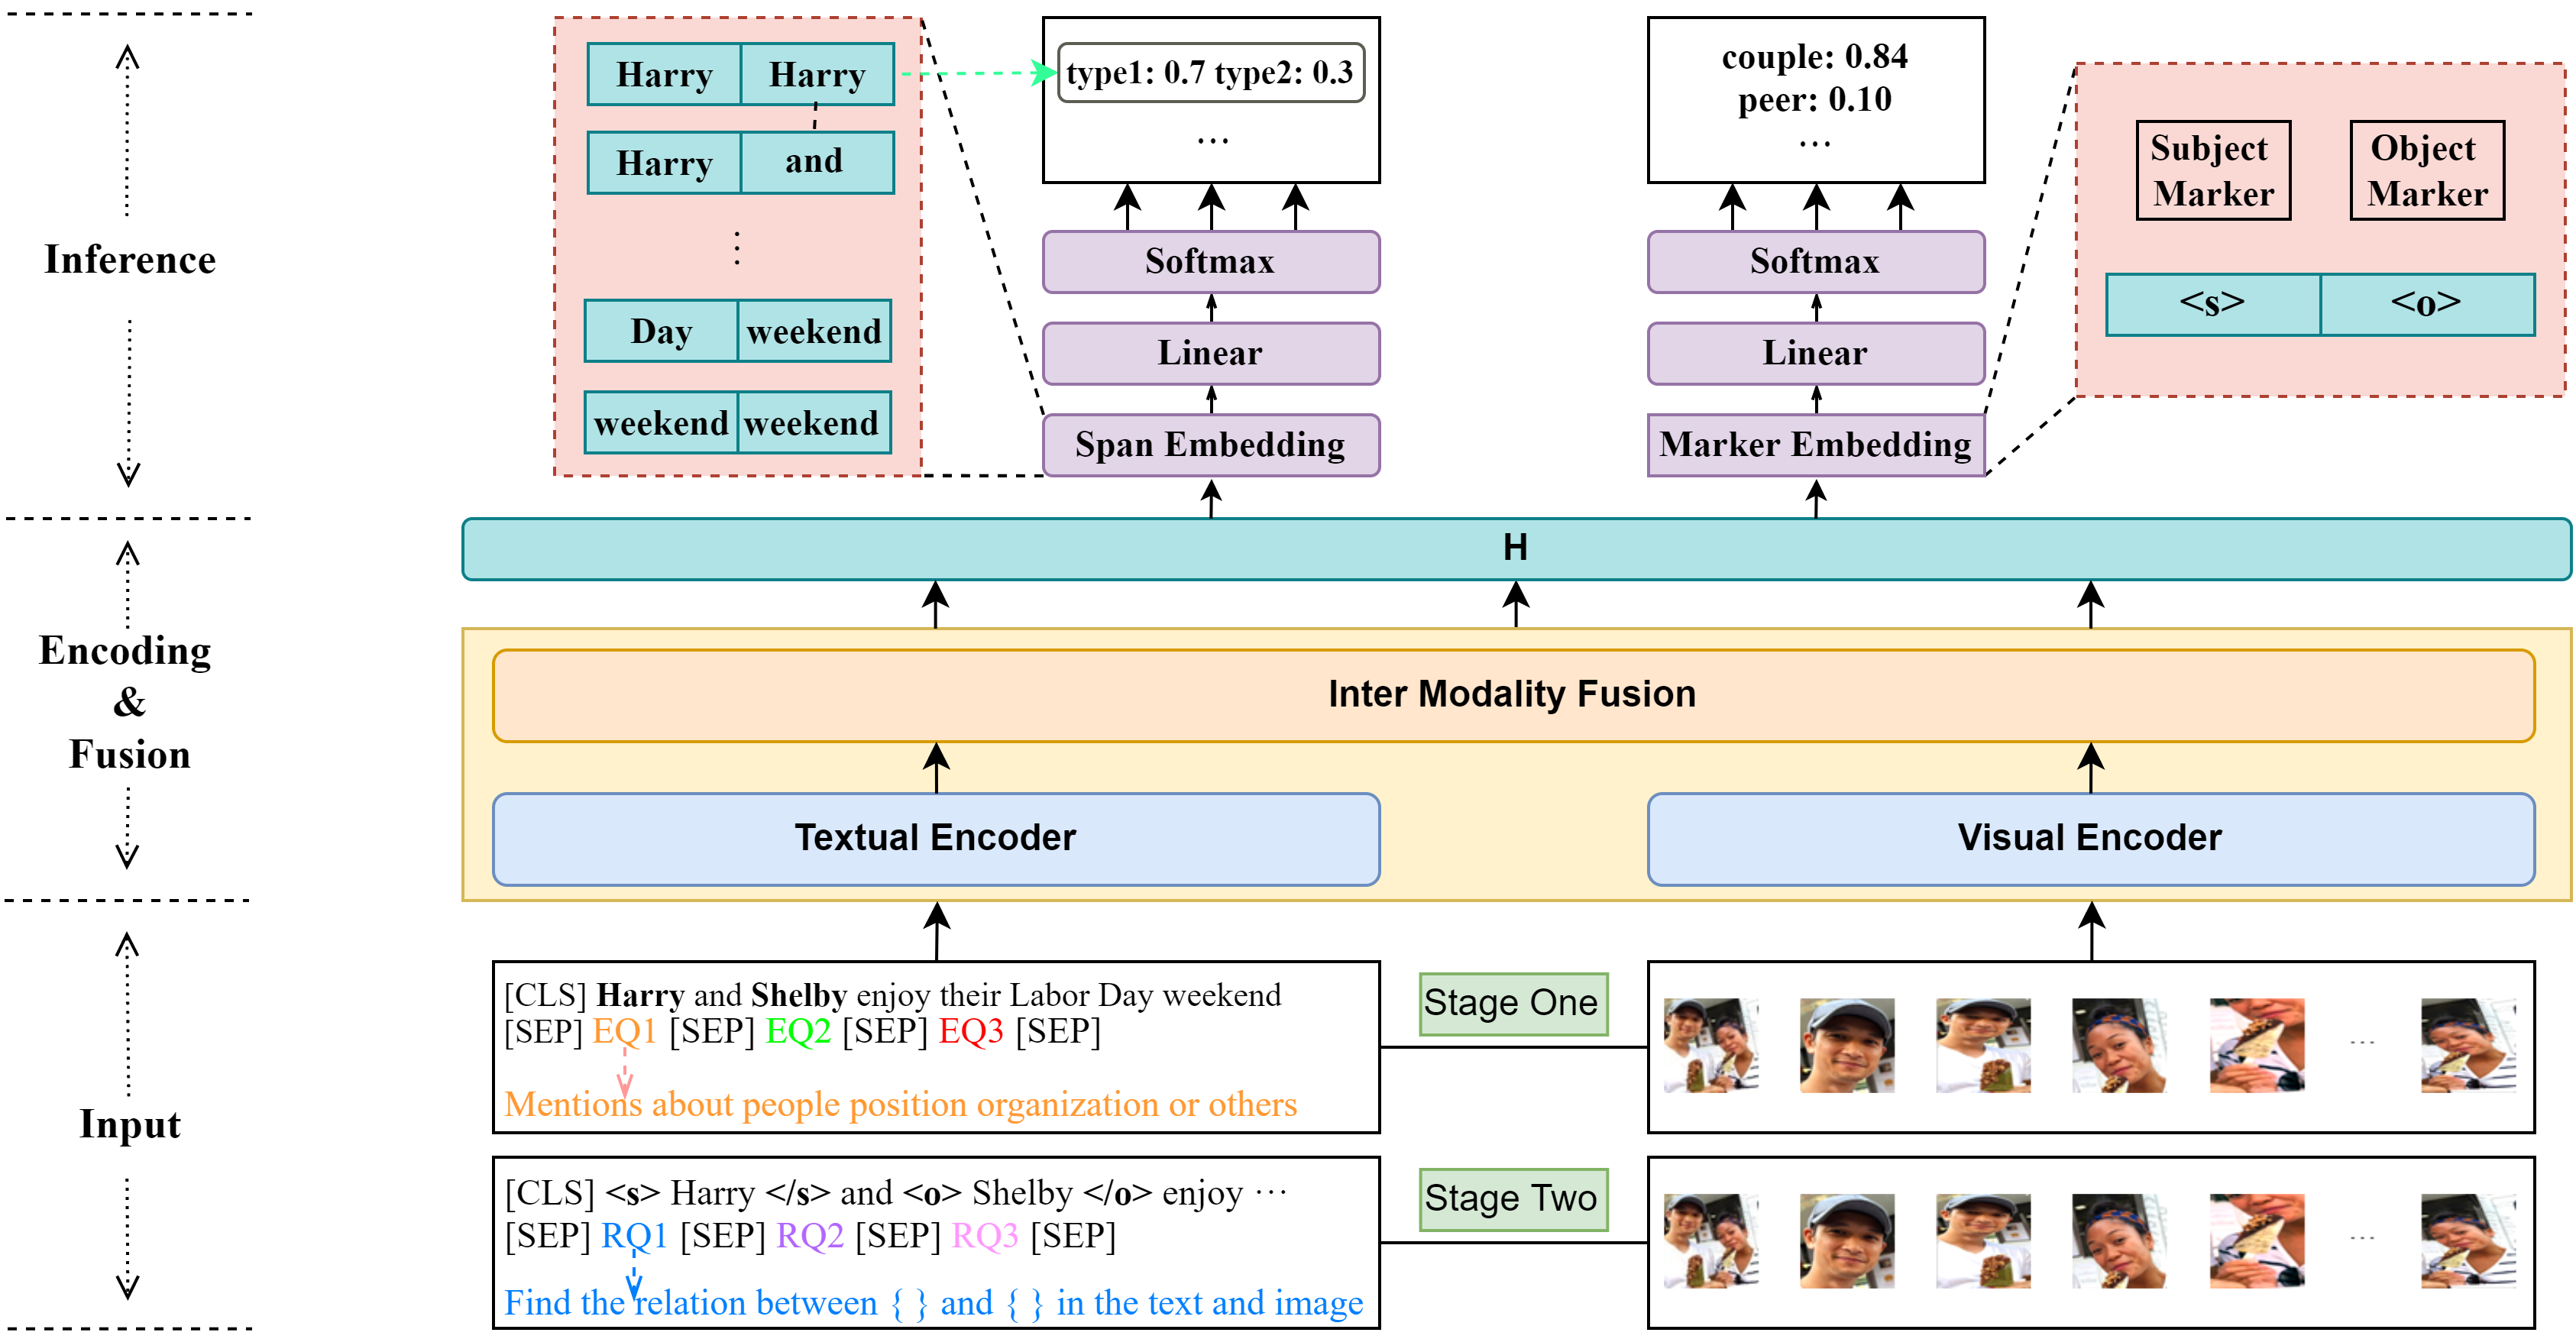 Inference
Encoding
&
Fusion
Input
Harry Harry
Harry and
⋮
Day weekend
weekend weekend
type1: 0.7 type2: 0.3
...
Softmax
Linear
Span Embedding
couple: 0.84
peer: 0.10
...
Softmax
Linear
Marker Embedding
Subject
Marker
Object
Marker
<s> <o>
H
Inter Modality Fusion
Textual Encoder
Visual Encoder
[CLS] Harry and Shelby enjoy their Labor Day weekend
[SEP] EQ1 [SEP] EQ2 [SEP] EQ3 [SEP]
Mentions about people position organization or others
Stage One
...
[CLS] <s> Harry </s> and <o> Shelby </o> enjoy ...
[SEP] RQ1 [SEP] RQ2 [SEP] RQ3 [SEP]
Find the relation between { } and { } in the text and image
Stage Two
...